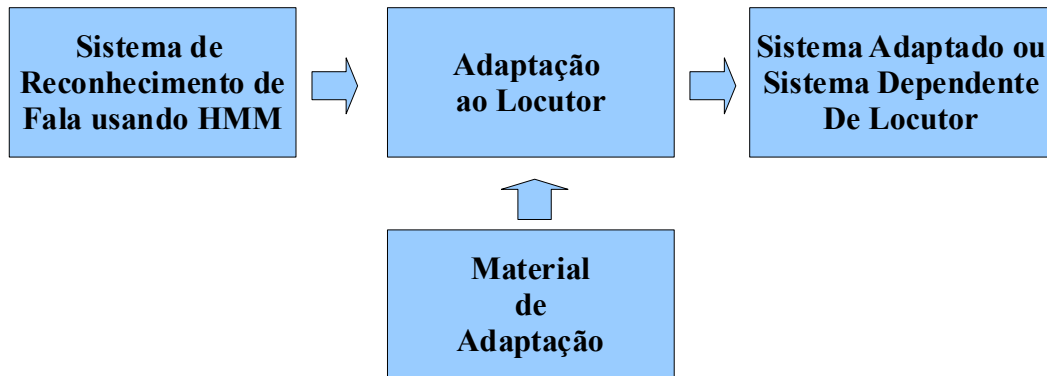 Sistema de
Reconhecimento de
Fala usando HMM
Adaptação
ao Locutor
Sistema Adaptado ou
Sistema Dependente
De Locutor
Material
de
Adaptação